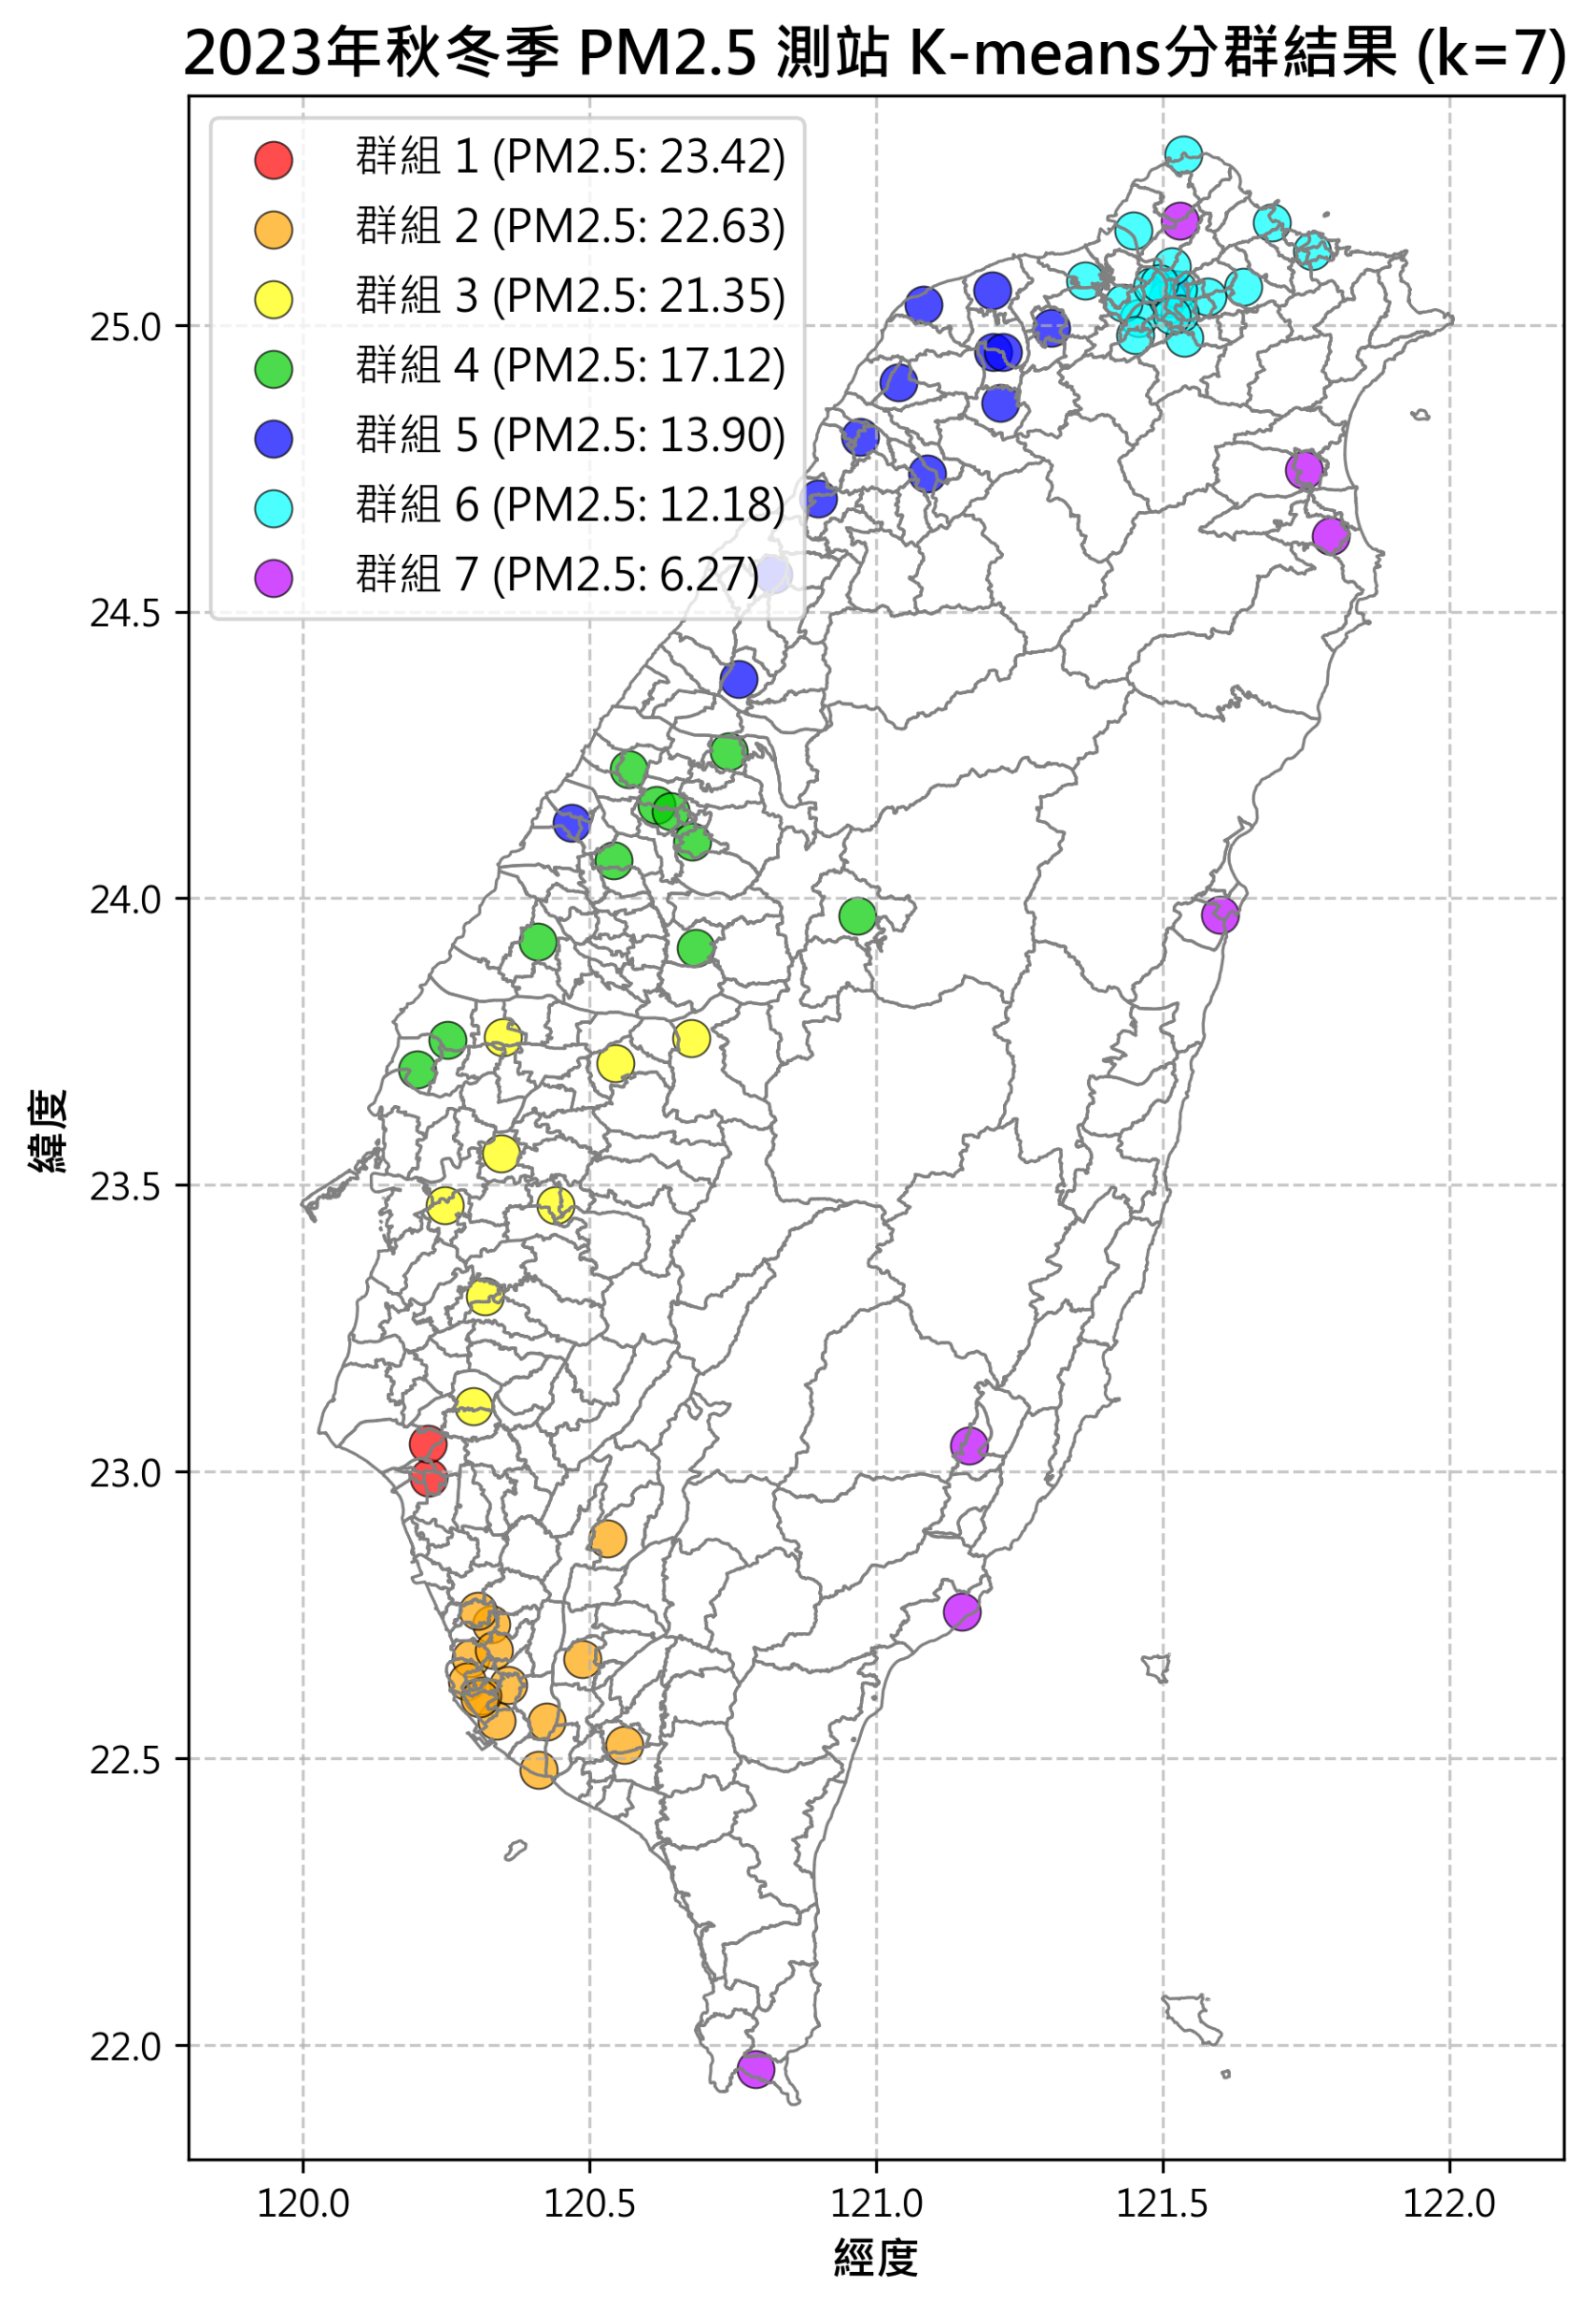 2023年秋冬季 PM2.5 測站 K-means分群結果 (k=7)
群組 1 (PM2.5: 23.42)
群組 2 (PM2.5: 22.63)
群組 3 (PM2.5: 21.35)
群組 4 (PM2.5: 17.12)
群組 5 (PM2.5: 13.90)
群組 6 (PM2.5: 12.18)
群組 7 (PM2.5: 6.27)
25.0
24.5
24.0
23.5
23.0
22.5
22.0
緯度
120.0 120.5 121.0 121.5 122.0
經度